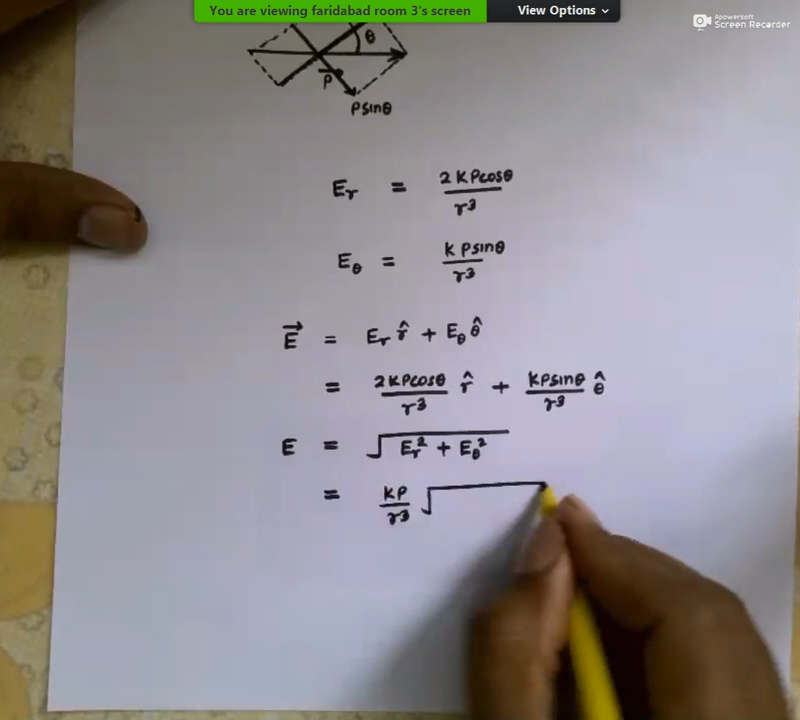 You are viewing faridabad room 3's screen
View Options
Apowersoft
Screen Recorder
θ
P
Psinθ
Er = 2KPcosθ/r³
Eθ = KPsinθ/r³
E⃗ = Er r̂ + Eθ θ̂
= 2KPcosθ/r³ r̂ + KPsinθ/r³ θ̂
E = √(Er² + Eθ²)
= KP/r³ √